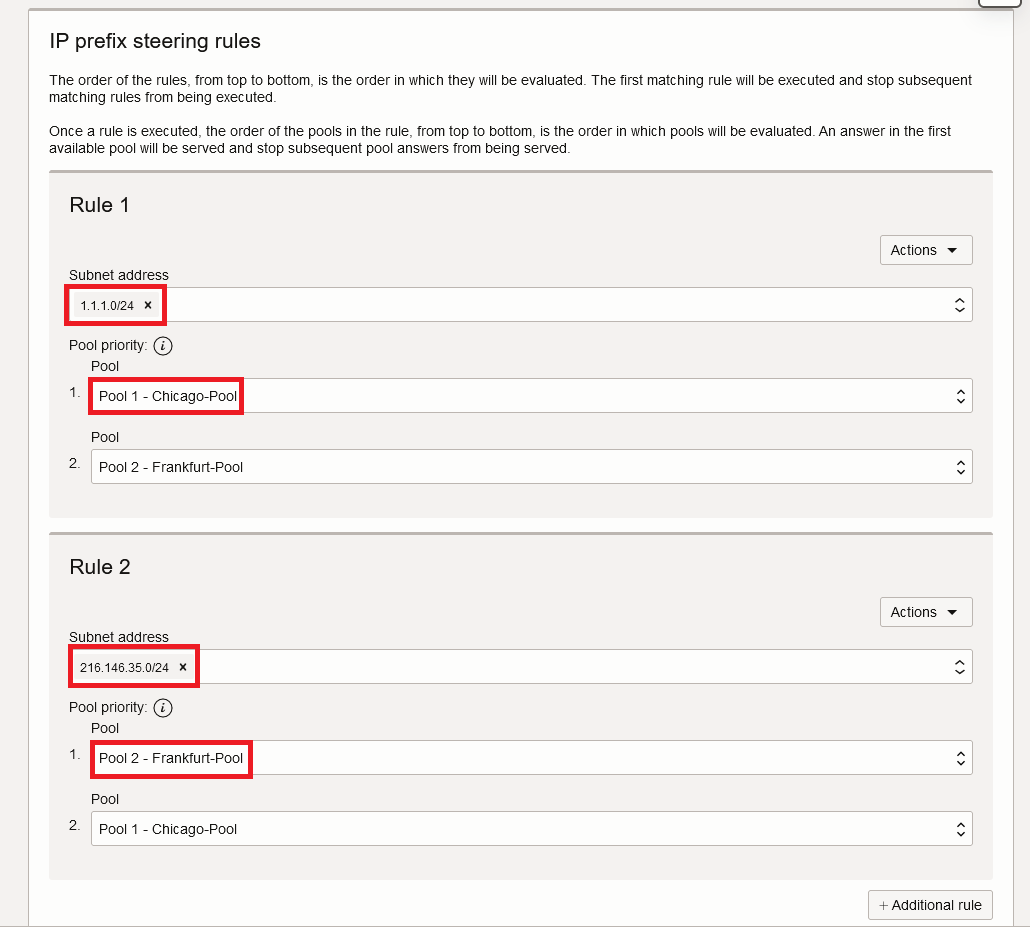 IP prefix steering rules
The order of the rules, from top to bottom, is the order in which they will be evaluated. The first matching rule will be executed and stop subsequent
matching rules from being executed.
Once a rule is executed, the order of the pools in the rule, from top to bottom, is the order in which pools will be evaluated. An answer in the first
available pool will be served and stop subsequent pool answers from being served.
Rule 1
Actions
Subnet address
1.1.1.0/24 ×
Pool priority: i
Pool
1. Pool 1 - Chicago-Pool
Pool
2. Pool 2 - Frankfurt-Pool
Rule 2
Actions
Subnet address
216.146.35.0/24 ×
Pool priority: i
Pool
1. Pool 2 - Frankfurt-Pool
Pool
2. Pool 1 - Chicago-Pool
+ Additional rule